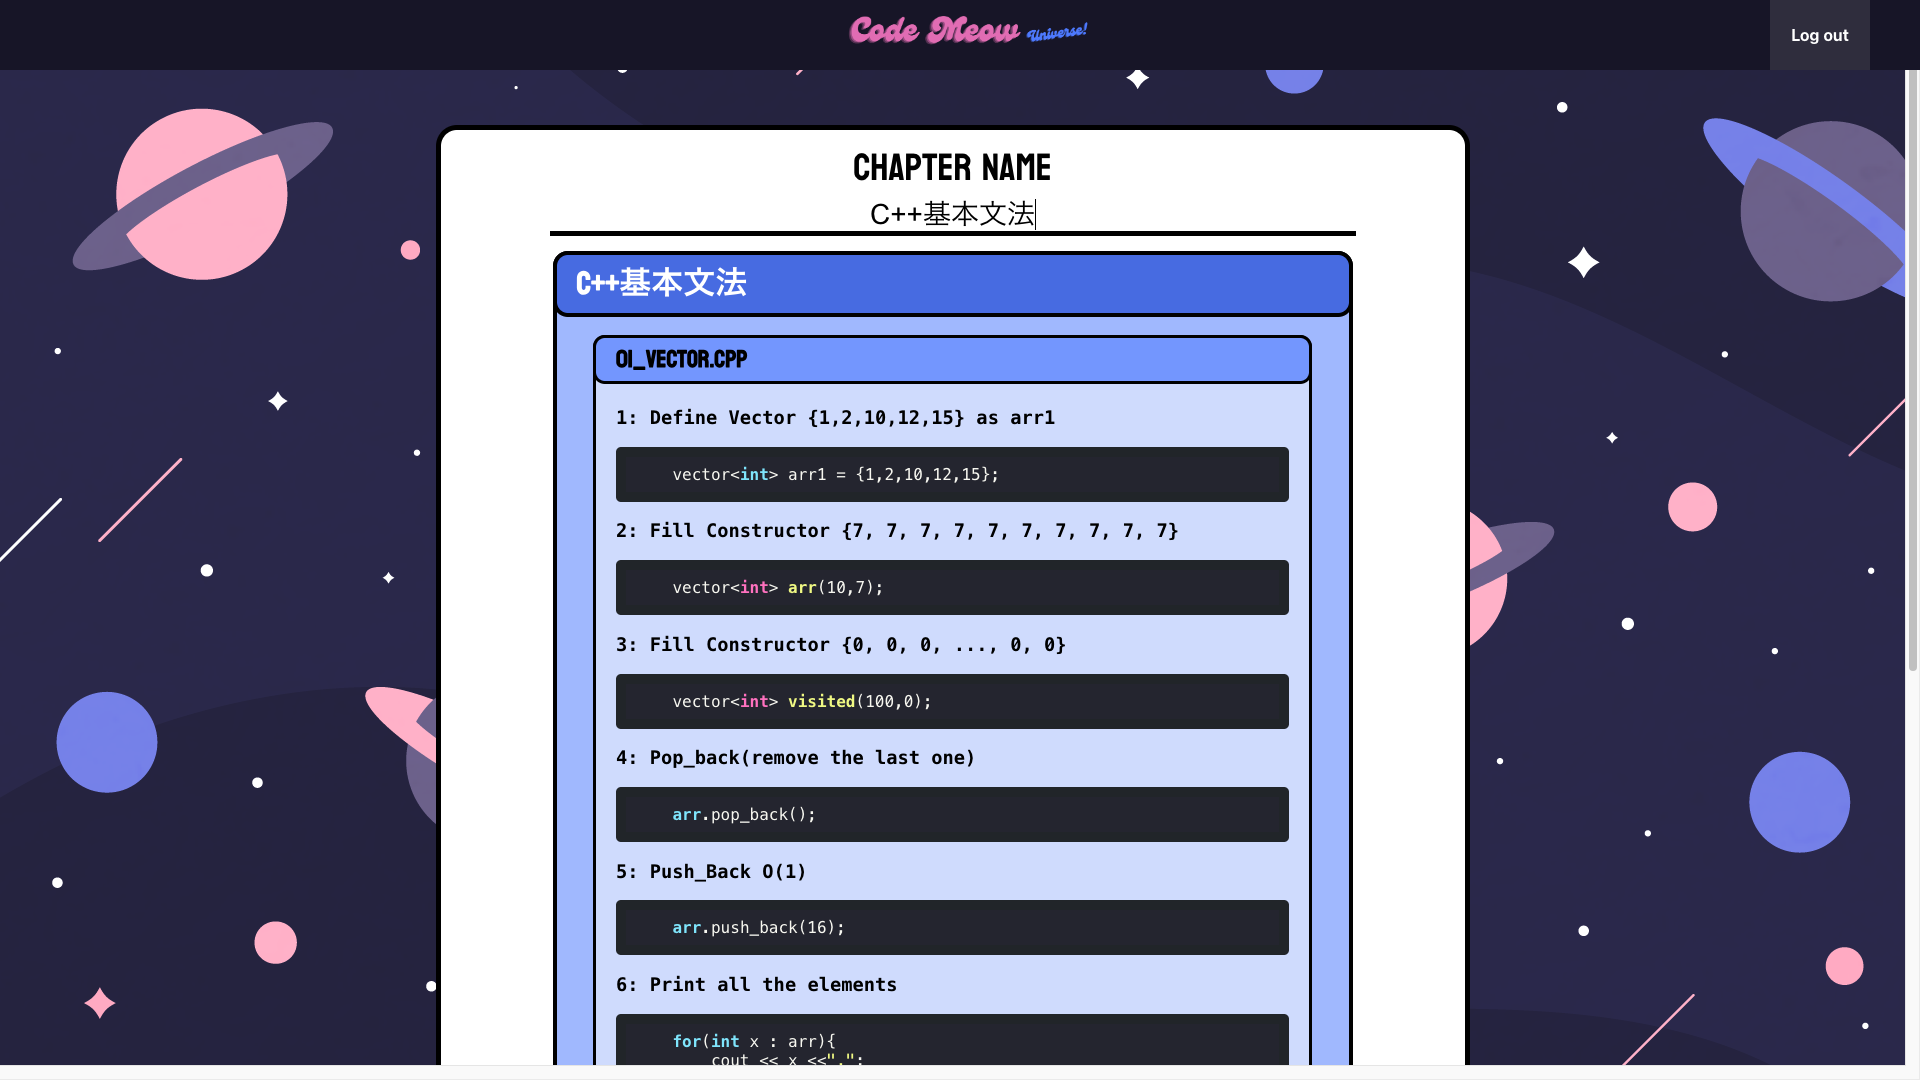 Code Meow Universe!
Log out
CHAPTER NAME
C++基本文法
C++基本文法
01_VECTOR.CPP
1: Define Vector {1,2,10,12,15} as arr1
vector<int> arr1 = {1,2,10,12,15};
2: Fill Constructor {7, 7, 7, 7, 7, 7, 7, 7, 7, 7}
vector<int> arr(10,7);
3: Fill Constructor {0, 0, 0, ..., 0, 0}
vector<int> visited(100,0);
4: Pop_back(remove the last one)
arr.pop_back();
5: Push_Back O(1)
arr.push_back(16);
6: Print all the elements
for(int x : arr){
cout << x <<",";